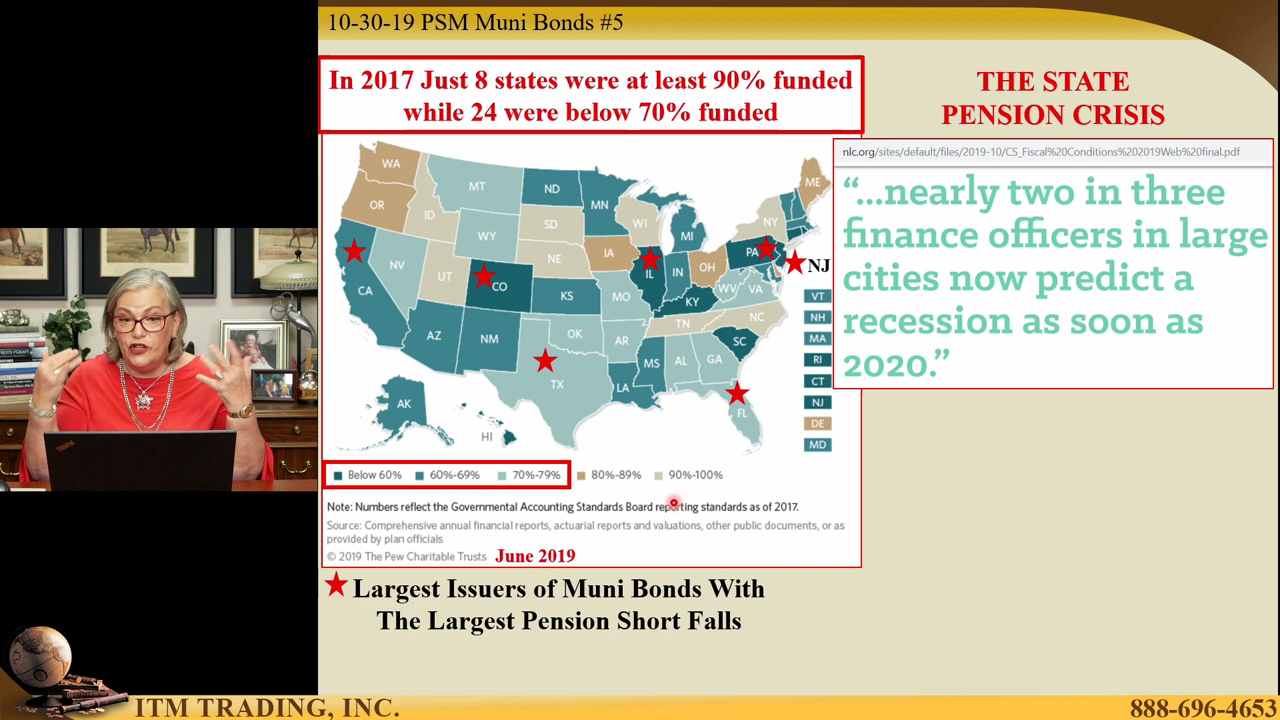 10-30-19 PSM Muni Bonds #5
In 2017 Just 8 states were at least 90% funded
while 24 were below 70% funded
THE STATE
PENSION CRISIS
nlc.org/sites/default/files/2019-10/CS_Fiscal%20Conditions%202019Web%20final.pdf
“...nearly two in three
finance officers in large
cities now predict a
recession as soon as
2020.”
WA
OR
ID
MT
ND
MN
WI
MI
NY
ME
SD
WY
NV
UT
CO
NE
IA
IL
IN
OH
PA
NJ
CA
KS
MO
KY
WV
VA
AZ
NM
OK
AR
TN
NC
SC
TX
LA
MS
AL
GA
FL
AK
HI
VT
NH
MA
RI
CT
NJ
DE
MD
Below 60% 60%-69% 70%-79% 80%-89% 90%-100%
Note: Numbers reflect the Governmental Accounting Standards Board reporting standards as of 2017.
Source: Comprehensive annual financial reports, actuarial reports and valuations, other public documents, or as
provided by plan officials
© 2019 The Pew Charitable Trusts June 2019
Largest Issuers of Muni Bonds With
The Largest Pension Short Falls
ITM TRADING, INC.
888-696-4653